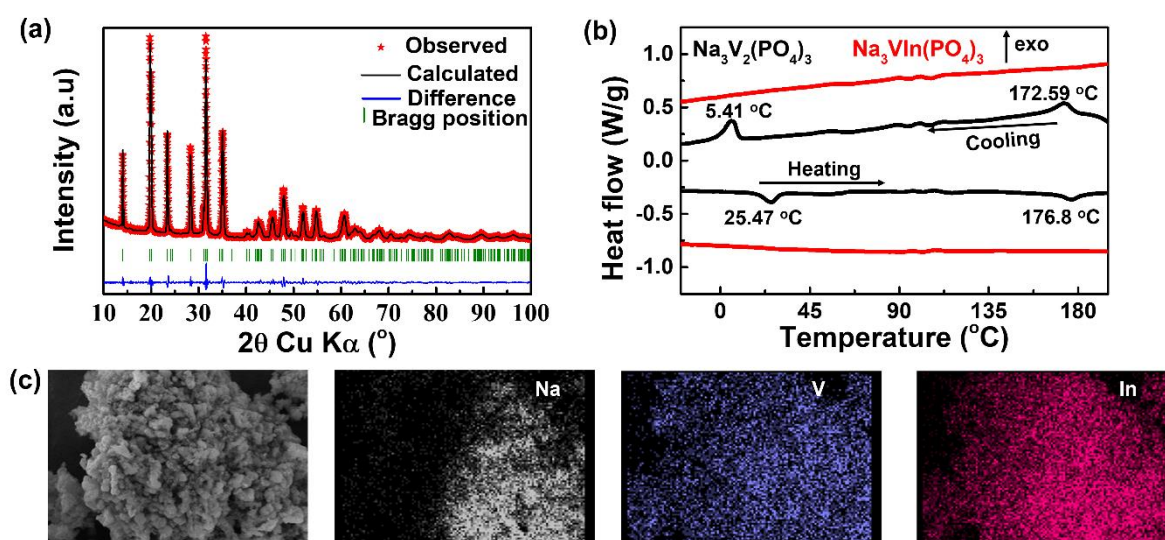 (a)
Observed
Calculated
Difference
Bragg position
Intensity (a.u)
10 20 30 40 50 60 70 80 90 100
2θ Cu Kα (°)
(b)
Na₃V₂(PO₄)₃ Na₃VIn(PO₄)₃ exo
5.41 °C 172.59 °C
Cooling
Heating
25.47 °C 176.8 °C
Heat flow (W/g)
1.0
0.5
0.0
-0.5
-1.0
0 45 90 135 180
Temperature (°C)
(c)
Na
V
In